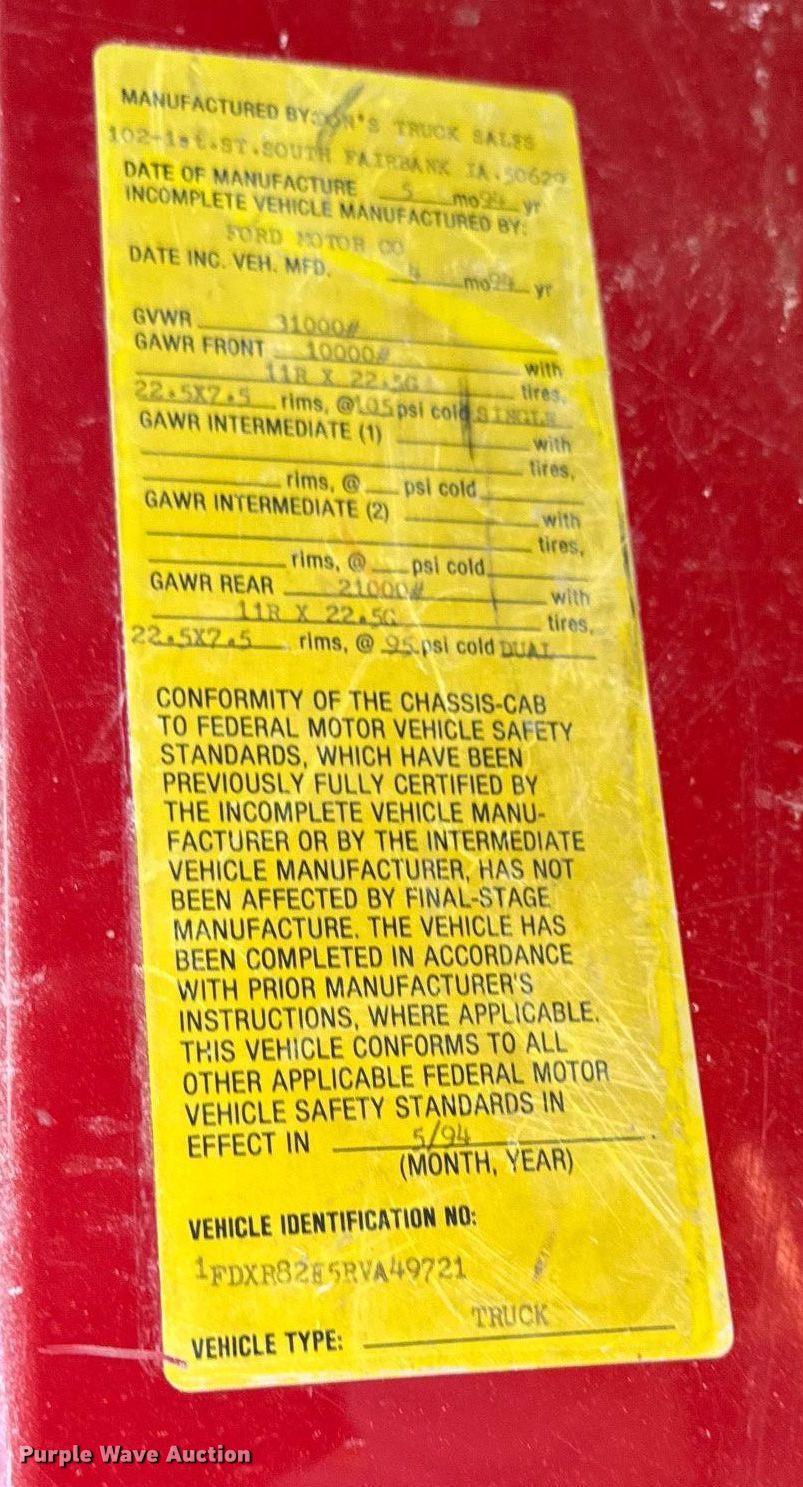 MANUFACTURED BY: 'S TRUCK SALES
102-1st.ST.SOUTH FAIRBANK IA.50629
DATE OF MANUFACTURE 5 mo 94 yr
INCOMPLETE VEHICLE MANUFACTURED BY:
FORD MOTOR CO
DATE INC. VEH. MFD. 4 mo 94 yr
GVWR 31000#
GAWR FRONT 10000# with
11R X 22.5G tires,
22.5X7.5 rims, @105 psi cold SINGLE
GAWR INTERMEDIATE (1) with
tires,
rims, @ psi cold
GAWR INTERMEDIATE (2) with
tires,
rims, @ psi cold
GAWR REAR 21000# with
11R X 22.5G tires,
22.5X7.5 rims, @ 95 psi cold DUAL
CONFORMITY OF THE CHASSIS-CAB
TO FEDERAL MOTOR VEHICLE SAFETY
STANDARDS, WHICH HAVE BEEN
PREVIOUSLY FULLY CERTIFIED BY
THE INCOMPLETE VEHICLE MANU-
FACTURER OR BY THE INTERMEDIATE
VEHICLE MANUFACTURER, HAS NOT
BEEN AFFECTED BY FINAL-STAGE
MANUFACTURE. THE VEHICLE HAS
BEEN COMPLETED IN ACCORDANCE
WITH PRIOR MANUFACTURER'S
INSTRUCTIONS, WHERE APPLICABLE.
THIS VEHICLE CONFORMS TO ALL
OTHER APPLICABLE FEDERAL MOTOR
VEHICLE SAFETY STANDARDS IN
EFFECT IN 5/94.
(MONTH, YEAR)
VEHICLE IDENTIFICATION NO:
1FDXR82E5RVA49721
TRUCK
VEHICLE TYPE:
Purple Wave Auction